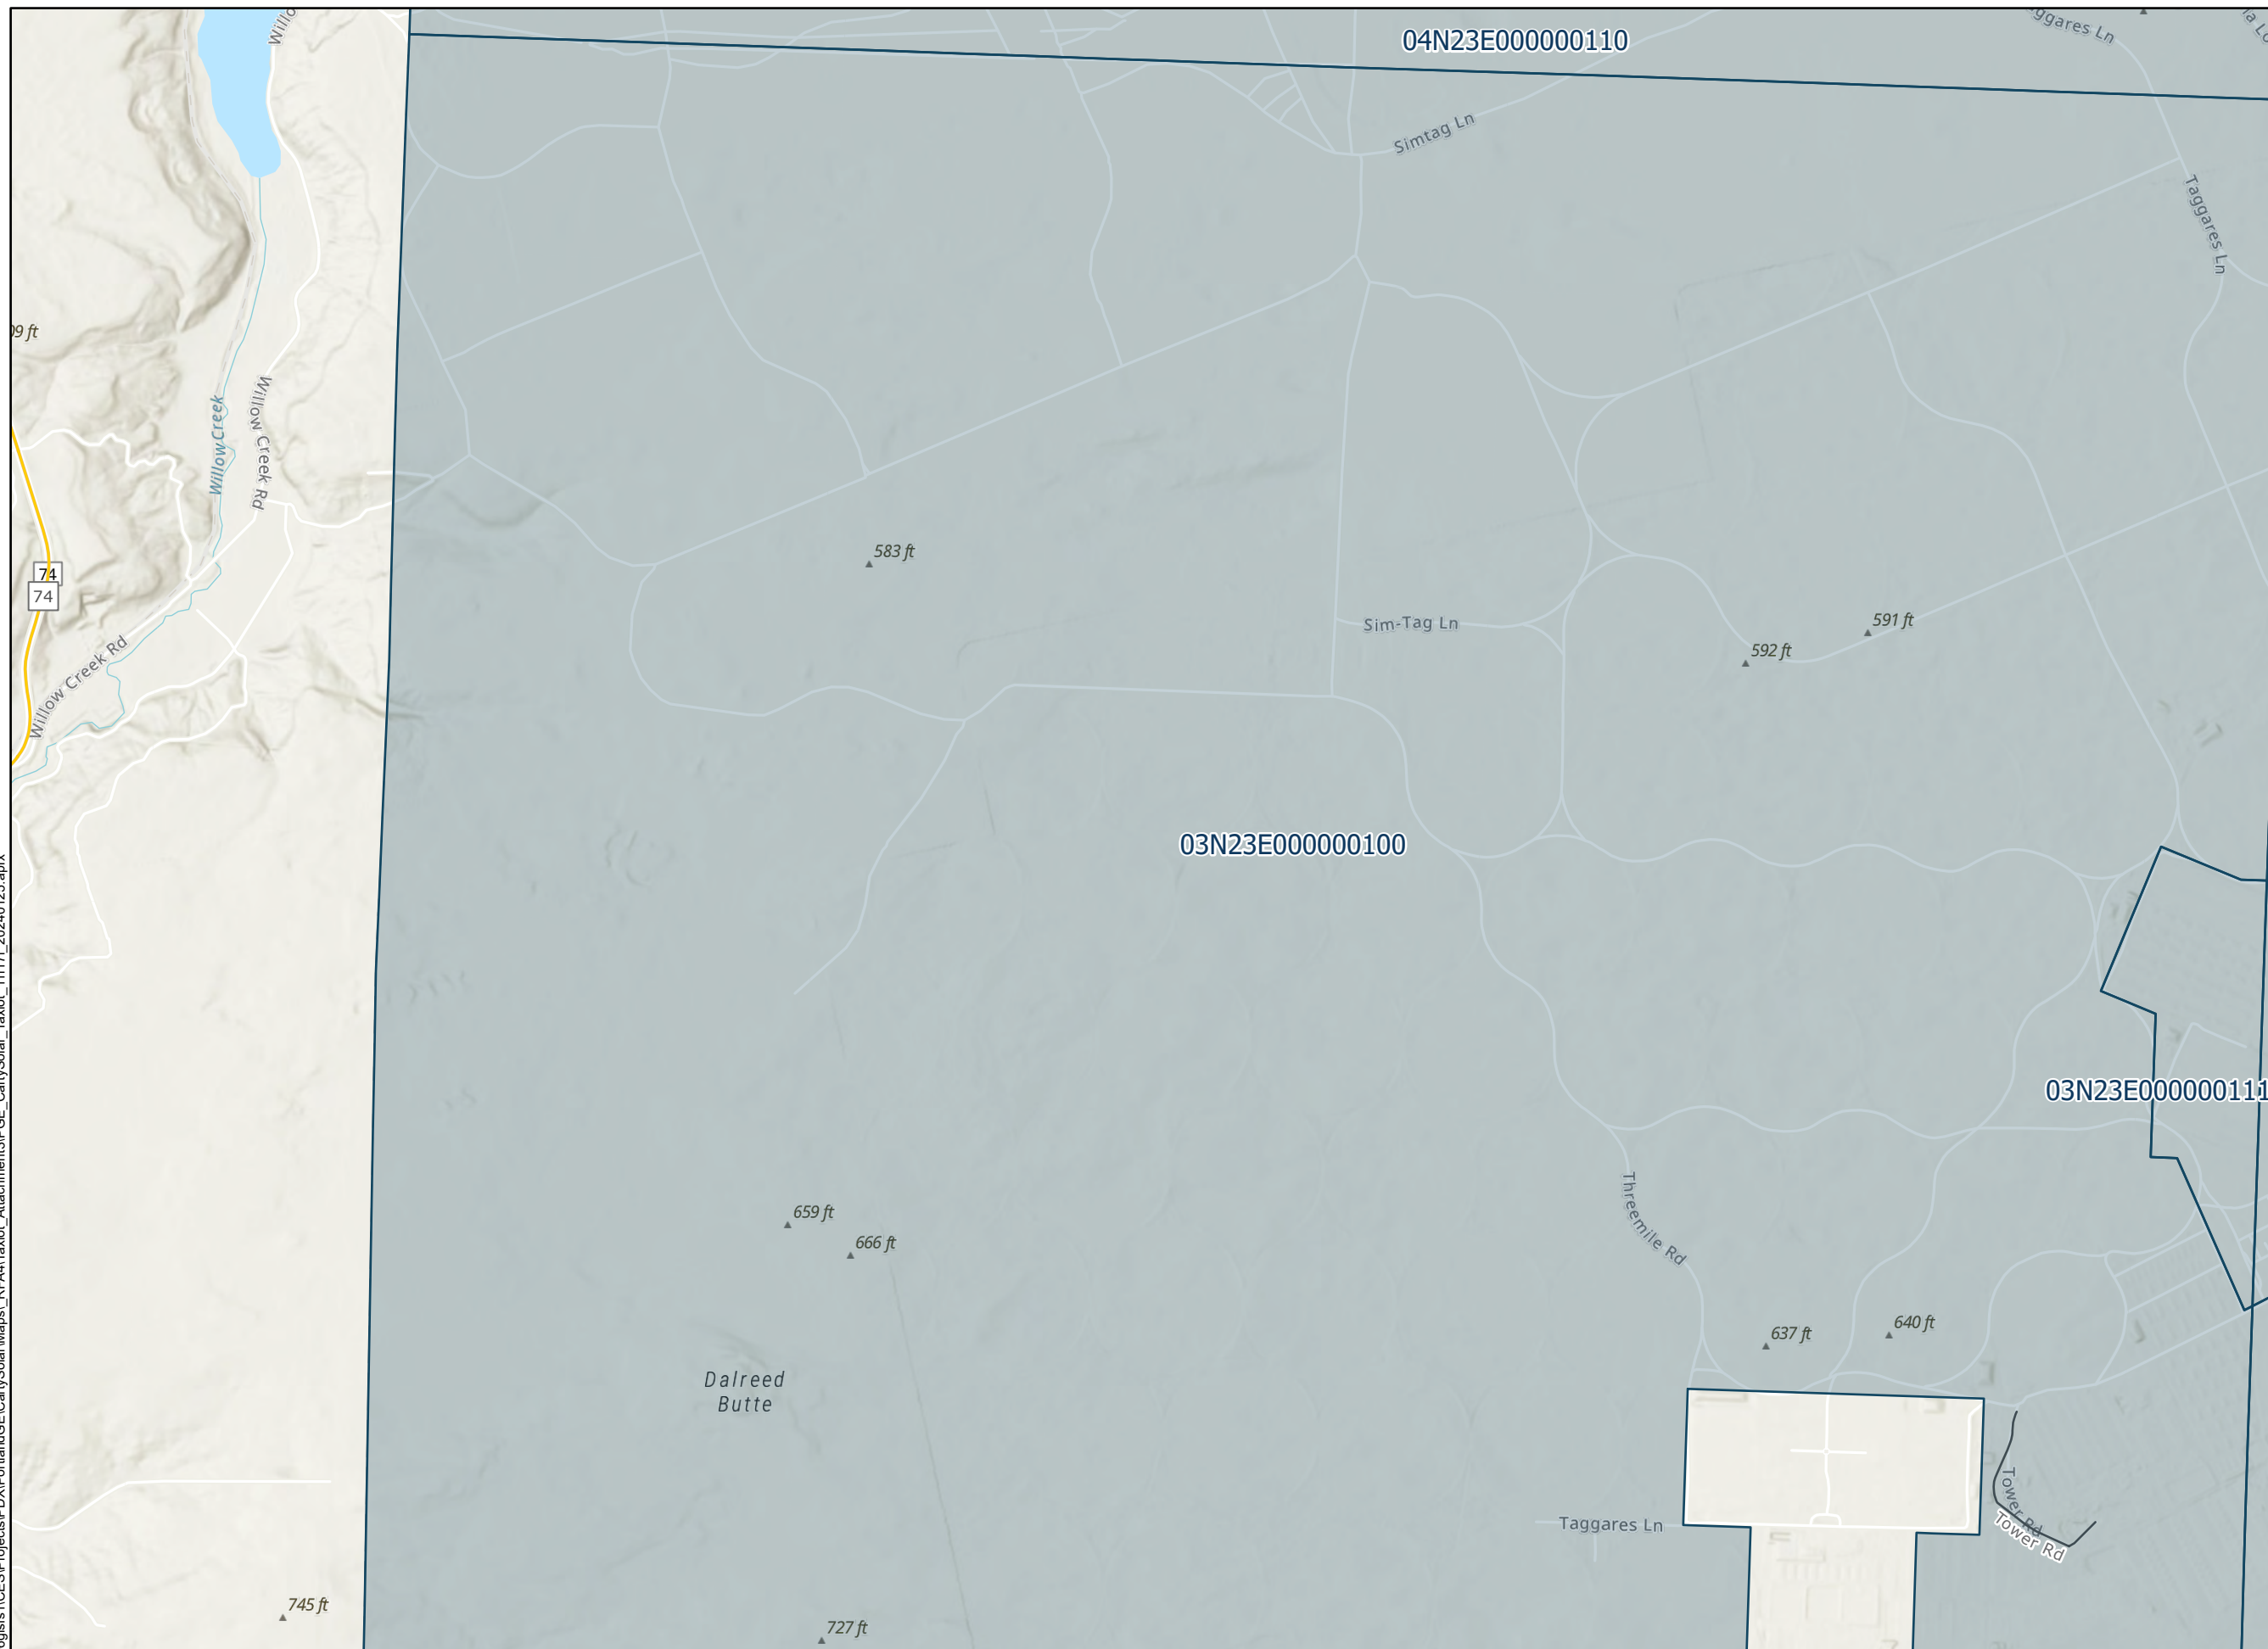 04N23E000000110
Simtag Ln
Taggares Ln
Willow Creek
Willow Creek Rd
74
74
583 ft
591 ft
Sim-Tag Ln
592 ft
Willow Creek Rd
03N23E000000100
03N23E000000111
Threemile Rd
659 ft
666 ft
640 ft
637 ft
Dalreed
Butte
Tower Rd
Tower Rd
Taggares Ln
745 ft
727 ft